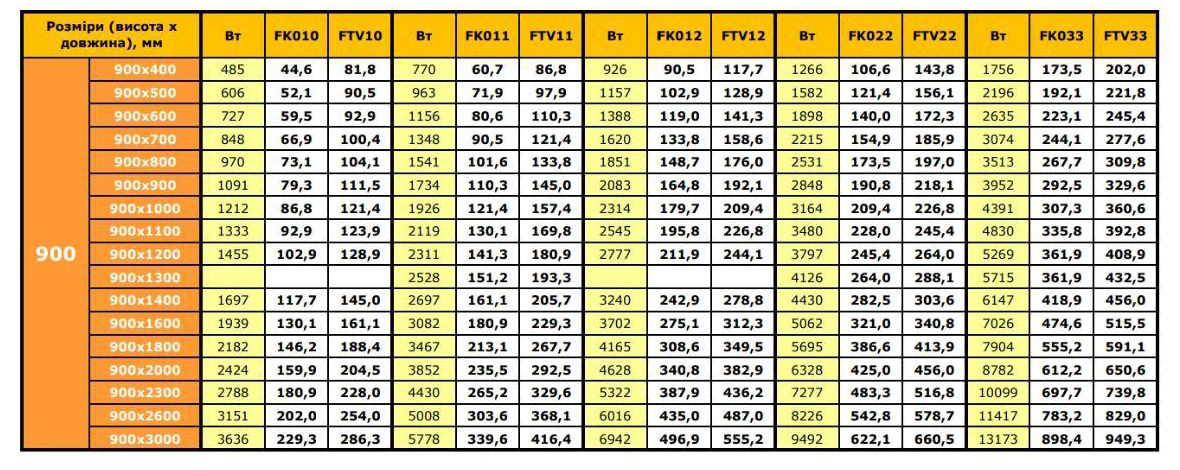 Розміри (висота х довжина), мм Вт FK010 FTV10 Вт FK011 FTV11 Вт FK012 FTV12 Вт FK022 FTV22 Вт FK033 FTV33
900
900x400 485 44,6 81,8 770 60,7 86,8 926 90,5 117,7 1266 106,6 143,8 1756 173,5 202,0
900x500 606 52,1 90,5 963 71,9 97,9 1157 102,9 128,9 1582 121,4 156,1 2196 192,1 221,8
900x600 727 59,5 92,9 1156 80,6 110,3 1388 119,0 141,3 1898 140,0 172,3 2635 223,1 245,4
900x700 848 66,9 100,4 1348 90,5 121,4 1620 133,8 158,6 2215 154,9 185,9 3074 244,1 277,6
900x800 970 73,1 104,1 1541 101,6 133,8 1851 148,7 176,0 2531 173,5 197,0 3513 267,7 309,8
900x900 1091 79,3 111,5 1734 110,3 145,0 2083 164,8 192,1 2848 190,8 218,1 3952 292,5 329,6
900x1000 1212 86,8 121,4 1926 121,4 157,4 2314 179,7 209,4 3164 209,4 226,8 4391 307,3 360,6
900x1100 1333 92,9 123,9 2119 130,1 169,8 2545 195,8 226,8 3480 228,0 245,4 4830 335,8 392,8
900x1200 1455 102,9 128,9 2311 141,3 180,9 2777 211,9 244,1 3797 245,4 264,0 5269 361,9 408,9
900x1300 2528 151,2 193,3 4126 264,0 288,1 5715 361,9 432,5
900x1400 1697 117,7 145,0 2697 161,1 205,7 3240 242,9 278,8 4430 282,5 303,6 6147 418,9 456,0
900x1600 1939 130,1 161,1 3082 180,9 229,3 3702 275,1 312,3 5062 321,0 340,8 7026 474,6 515,5
900x1800 2182 146,2 188,4 3467 213,1 267,7 4165 308,6 349,5 5695 386,6 413,9 7904 555,2 591,1
900x2000 2424 159,9 204,5 3852 235,5 292,5 4628 340,8 382,9 6328 425,0 456,0 8782 612,2 650,6
900x2300 2788 180,9 228,0 4430 265,2 329,6 5322 387,9 436,2 7277 483,3 516,8 10099 697,7 739,8
900x2600 3151 202,0 254,0 5008 303,6 368,1 6016 435,0 487,0 8226 542,8 578,7 11417 783,2 829,0
900x3000 3636 229,3 286,3 5778 339,6 416,4 6942 496,9 555,2 9492 622,1 660,5 13173 898,4 949,3